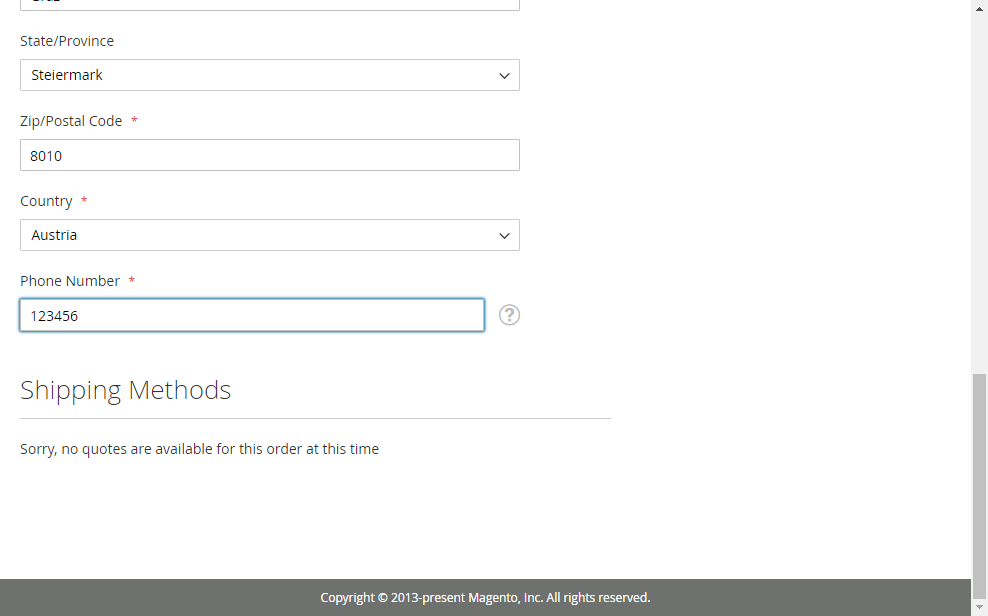 State/Province
Steiermark
Zip/Postal Code *
8010
Country *
Austria
Phone Number *
123456
?
Shipping Methods
Sorry, no quotes are available for this order at this time
Copyright © 2013-present Magento, Inc. All rights reserved.